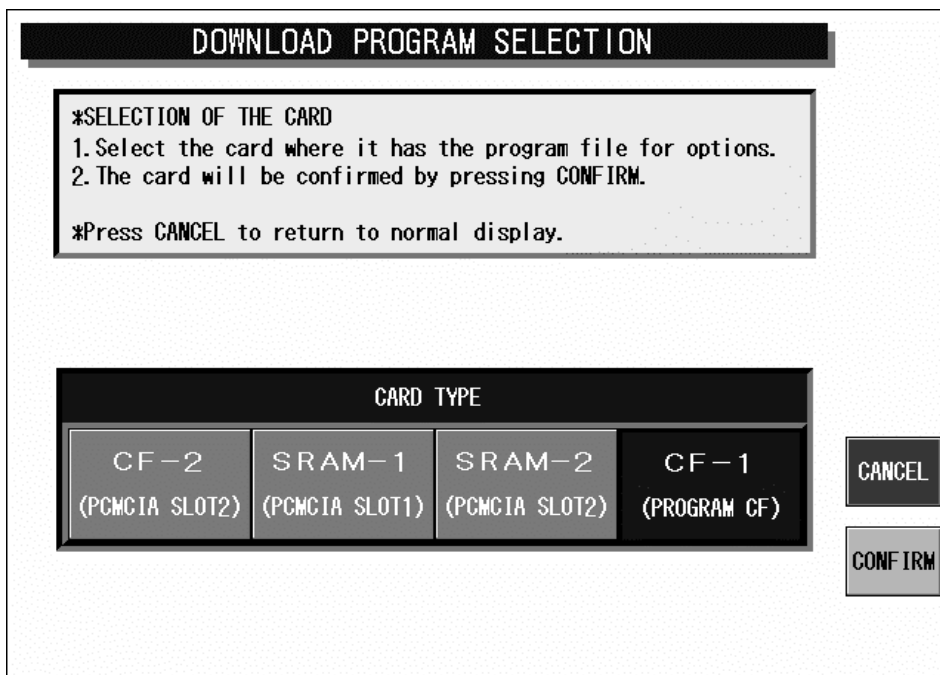 DOWNLOAD PROGRAM SELECTION
*SELECTION OF THE CARD
1. Select the card where it has the program file for options.
2. The card will be confirmed by pressing CONFIRM.
*Press CANCEL to return to normal display.
CARD TYPE
CF-2 SRAM-1 SRAM-2 CF-1
(PCMCIA SLOT2) (PCMCIA SLOT1) (PCMCIA SLOT2) (PROGRAM CF)
CANCEL
CONFIRM